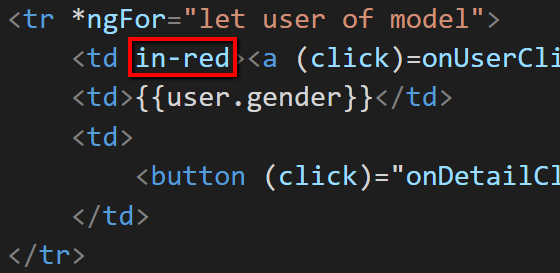 <tr *ngFor="let user of model">
<td in-red><a (click)=onUserCli
<td>{{user.gender}}</td>
<td>
<button (click)="onDetailCl
</td>
</tr>